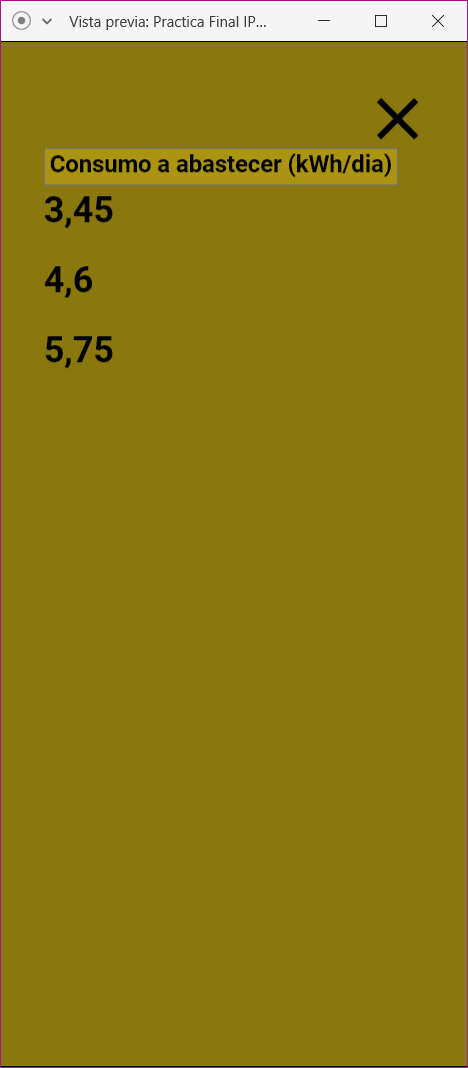 Vista previa: Practica Final IP...
Consumo a abastecer (kWh/dia)
3,45
4,6
5,75